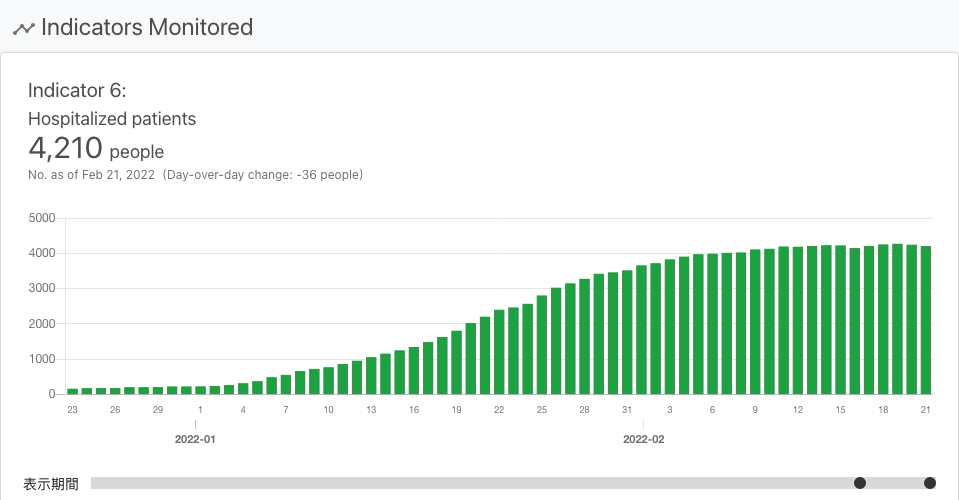 Indicators Monitored
Indicator 6:
Hospitalized patients
4,210 people
No. as of Feb 21, 2022 (Day-over-day change: -36 people)
5000
4000
3000
2000
1000
0
23 26 29 1 4 7 10 13 16 19 22 25 28 31 3 6 9 12 15 18 21
2022-01 2022-02
表示期間